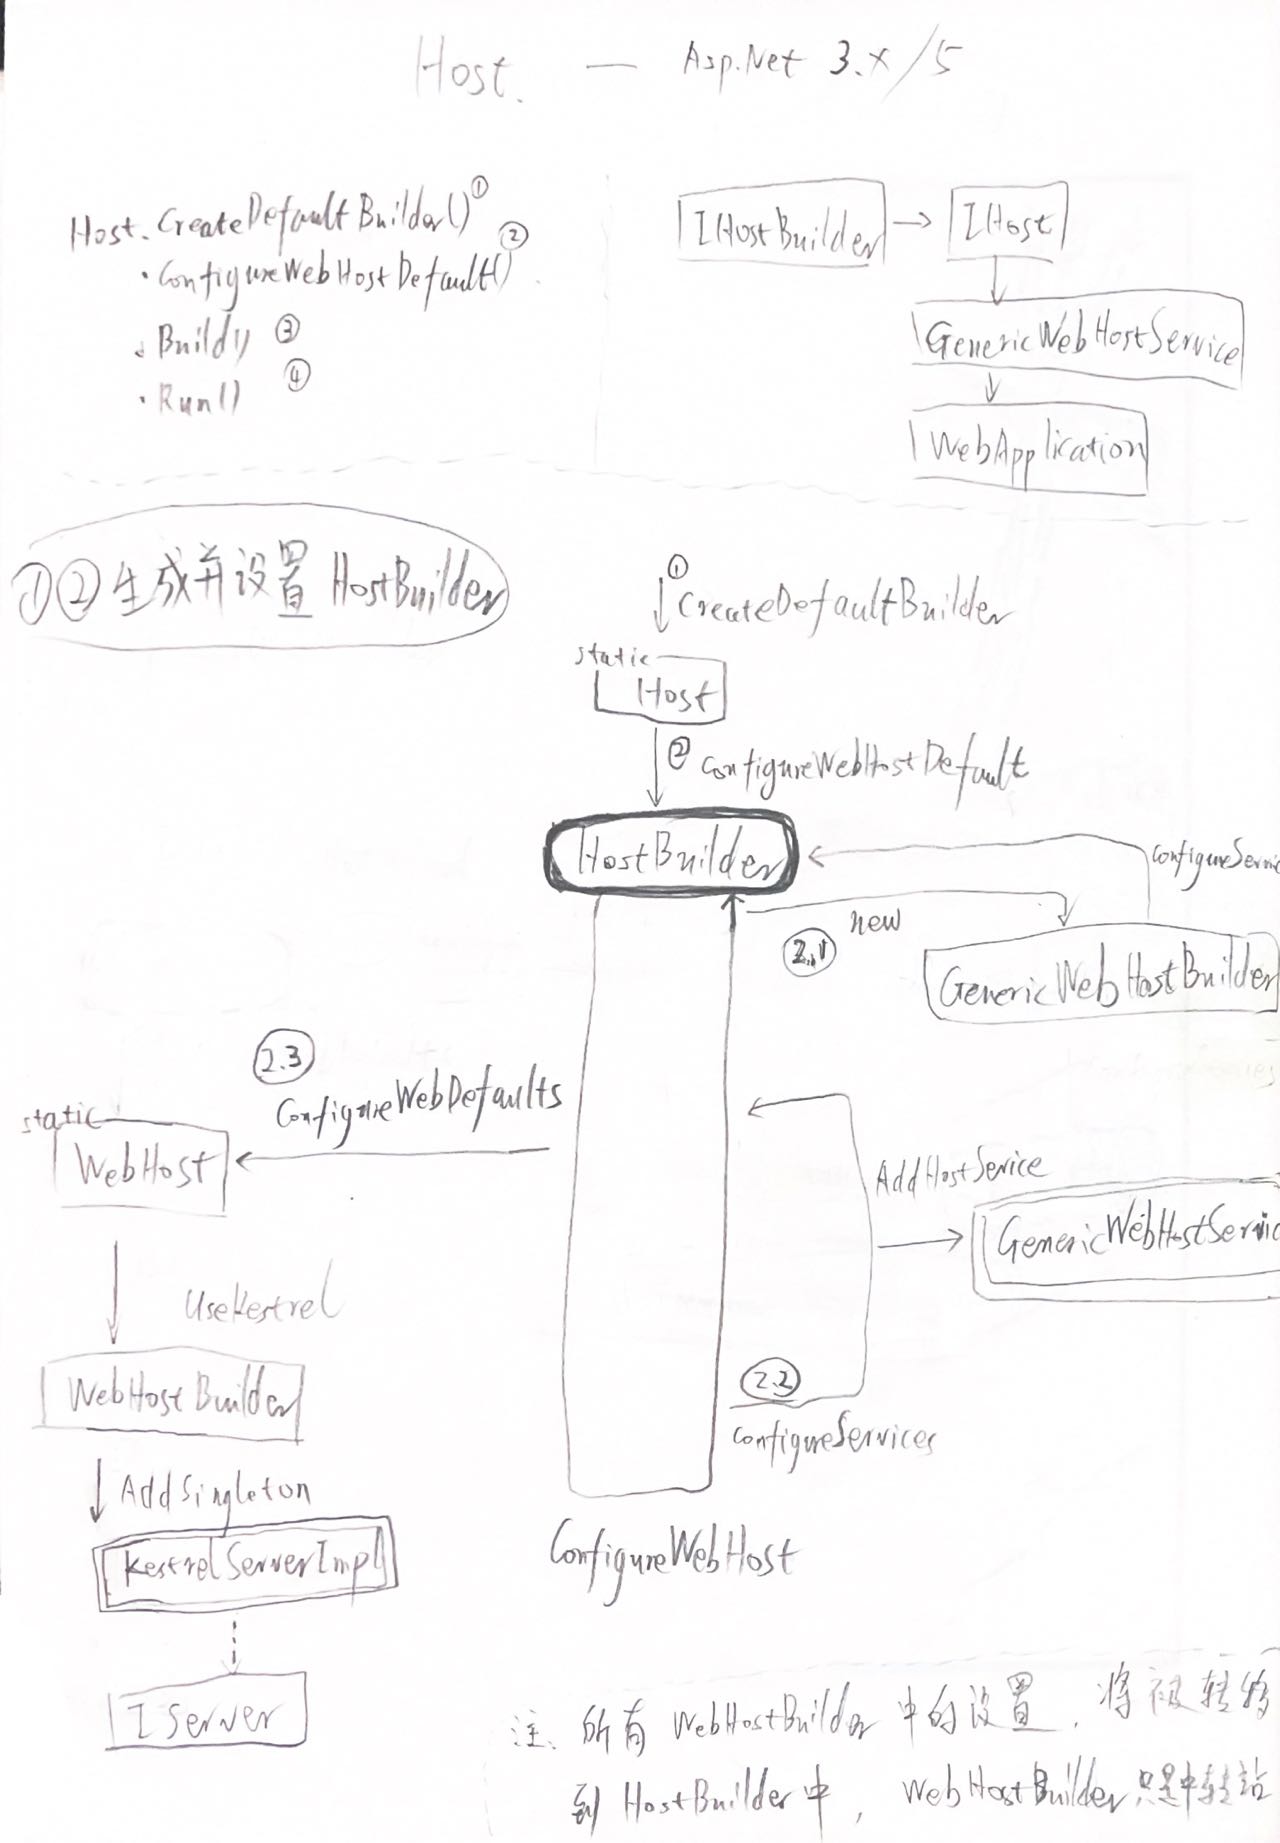 Host. — Asp.Net 3.x/5
Host.CreateDefaultBuilder() ①
.ConfigureWebHostDefault() ②
.Build() ③
.Run() ④
IHostBuilder
IHost
GenericWebHostService
WebApplication
①②生成并设置 HostBuilder
①
CreateDefaultBuilder
static
Host
② ConfigureWebHostDefault
HostBuilder
ConfigureServic
new
2.1
GenericWebHostBuilder
2.3
ConfigureWebDefaults
static
WebHost
AddHostService
GenericWebHostServic
UseKestrel
WebHostBuilder
2.2
ConfigureServices
AddSingleton
KestrelServerImpl
ConfigureWebHost
IServer
注、所有 WebHostBuilder 中的设置，将被转移
到 HostBuilder 中，WebHostBuilder 只是中转站